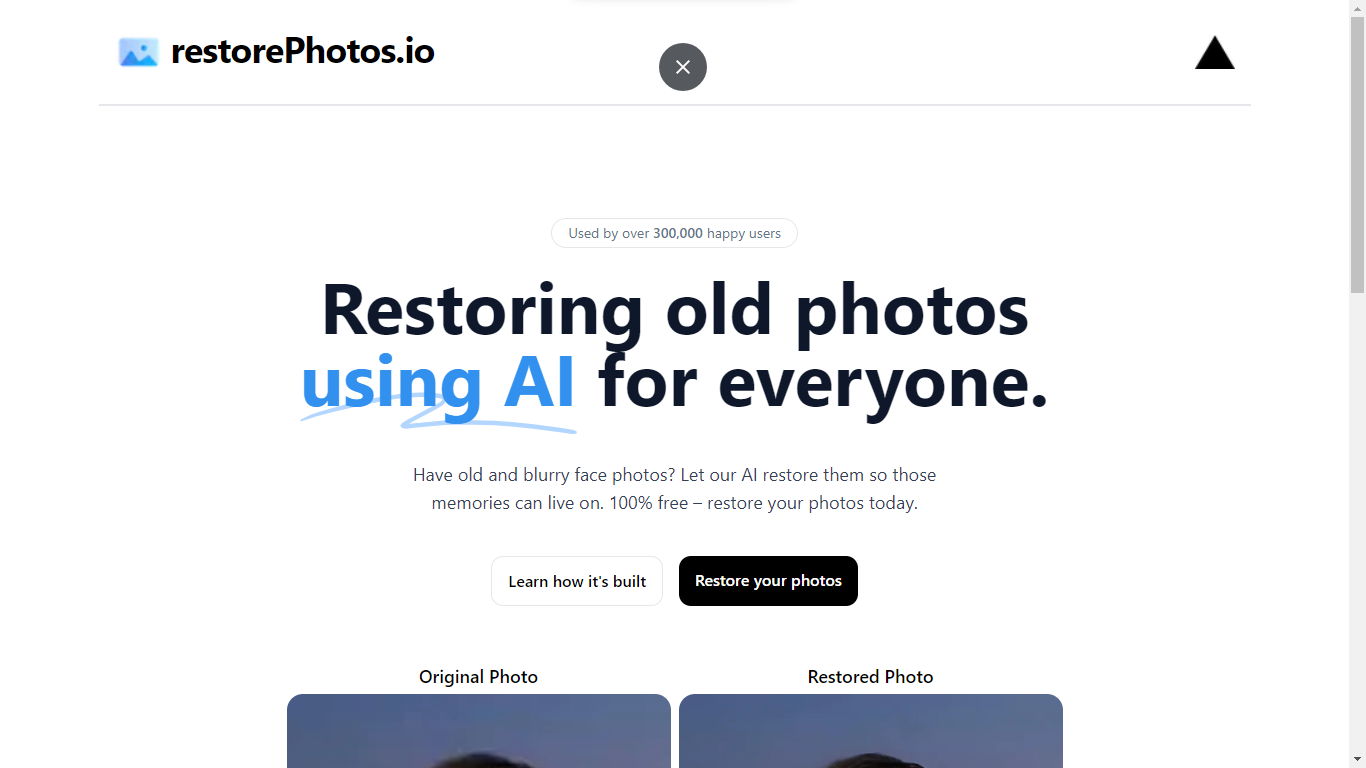 restorePhotos.io
Used by over 300,000 happy users
Restoring old photos
using AI for everyone.
Have old and blurry face photos? Let our AI restore them so those
memories can live on. 100% free – restore your photos today.
Learn how it's built
Restore your photos
Original Photo
Restored Photo